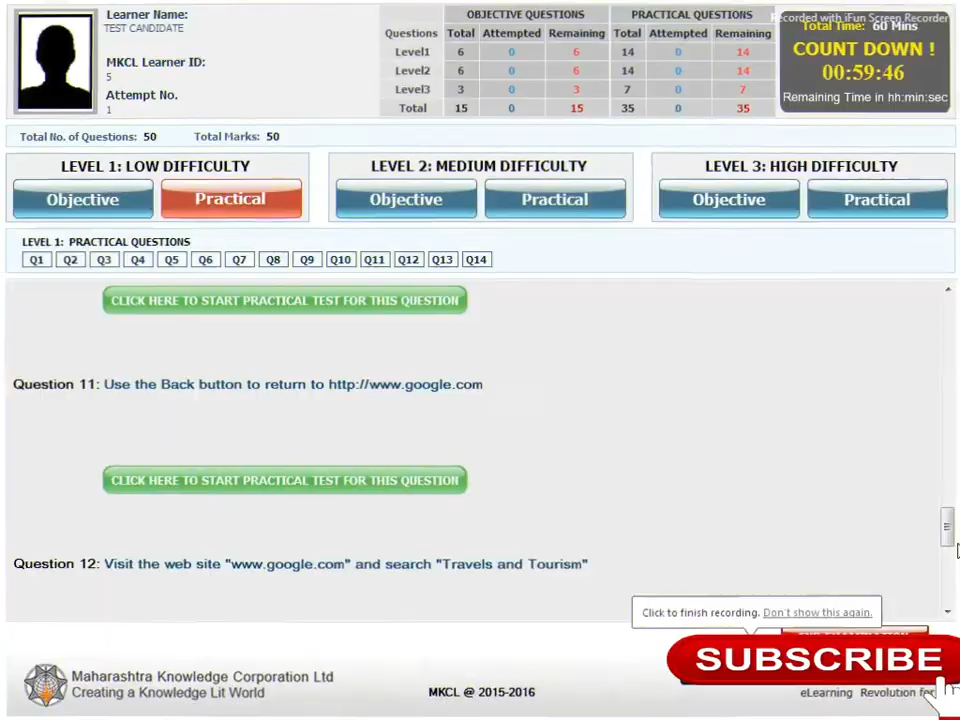 Learner Name:
TEST CANDIDATE
MKCL Learner ID:
5
Attempt No.
1
OBJECTIVE QUESTIONS PRACTICAL QUESTIONS
Questions Total Attempted Remaining Total Attempted Remaining
Level1 6 0 6 14 0 14
Level2 6 0 6 14 0 14
Level3 3 0 3 7 0 7
Total 15 0 15 35 0 35
Recorded with iFun Screen Recorder
Total Time: 60 Mins
COUNT DOWN !
00:59:46
Remaining Time in hh:min:sec
Total No. of Questions: 50 Total Marks: 50
LEVEL 1: LOW DIFFICULTY LEVEL 2: MEDIUM DIFFICULTY LEVEL 3: HIGH DIFFICULTY
Objective Practical Objective Practical Objective Practical
LEVEL 1: PRACTICAL QUESTIONS
Q1 Q2 Q3 Q4 Q5 Q6 Q7 Q8 Q9 Q10 Q11 Q12 Q13 Q14
CLICK HERE TO START PRACTICAL TEST FOR THIS QUESTION
Question 11: Use the Back button to return to http://www.google.com
CLICK HERE TO START PRACTICAL TEST FOR THIS QUESTION
Question 12: Visit the web site "www.google.com" and search "Travels and Tourism"
Click to finish recording. Don't show this again.
SUBSCRIBE
Maharashtra Knowledge Corporation Ltd
Creating a Knowledge Lit World
MKCL @ 2015-2016
eLearning Revolution for